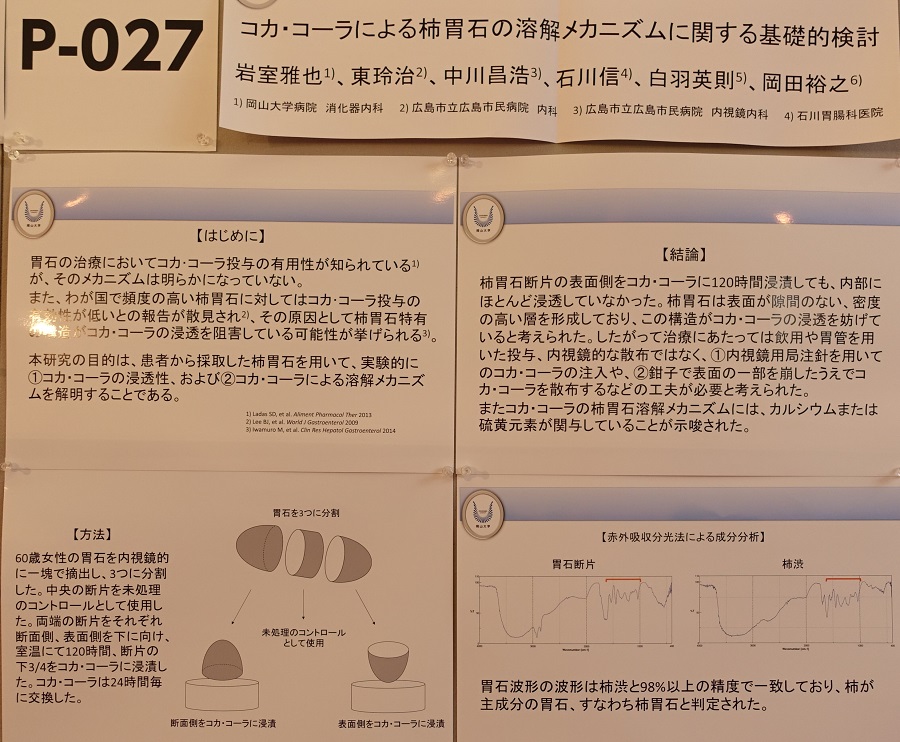 P-027
コカ・コーラによる柿胃石の溶解メカニズムに関する基礎的検討
岩室雅也1)、東玲治2)、中川昌浩3)、石川信4)、白羽英則5)、岡田裕之6)
1) 岡山大学病院 消化器内科 2) 広島市立広島市民病院 内科 3) 広島市立広島市民病院 内視鏡内科 4) 石川胃腸科医院
【はじめに】
胃石の治療においてコカ・コーラ投与の有用性が知られている1)
が、そのメカニズムは明らかになっていない。
また、わが国で頻度の高い柿胃石に対してはコカ・コーラ投与の
性が低いとの報告が散見され2)、その原因として柿胃石特有
がコカ・コーラの浸透を阻害している可能性が挙げられる3)。
本研究の目的は、患者から採取した柿胃石を用いて、実験的に
①コカ・コーラの浸透性、および②コカ・コーラによる溶解メカニズ
ムを解明することである。
1) Ladas SD, et al. Aliment Pharmacol Ther 2013
2) Lee BJ, et al. World J Gastroenterol 2009
3) Iwamuro M, et al. Clin Res Hepatol Gastroenterol 2014
【結論】
柿胃石断片の表面側をコカ・コーラに120時間浸漬しても、内部に
ほとんど浸透していなかった。柿胃石は表面が隙間のない、密度
の高い層を形成しており、この構造がコカ・コーラの浸透を妨げて
いると考えられた。したがって治療にあたっては飲用や胃管を用
いた投与、内視鏡的な散布ではなく、①内視鏡用局注針を用いて
のコカ・コーラの注入や、②鉗子で表面の一部を崩したうえでコ
カ・コーラを散布するなどの工夫が必要と考えられた。
またコカ・コーラの柿胃石溶解メカニズムには、カルシウムまたは
硫黄元素が関与していることが示唆された。
【方法】
60歳女性の胃石を内視鏡的
に一塊で摘出し、3つに分割
した。中央の断片を未処理
のコントロールとして使用し
た。両端の断片をそれぞれ
断面側、表面側を下に向け、
室温にて120時間、断片の
下3/4をコカ・コーラに浸漬し
た。コカ・コーラは24時間毎
に交換した。
胃石を3つに分割
未処理のコントロール
として使用
断面側をコカ・コーラに浸漬
表面側をコカ・コーラに浸漬
【赤外吸収分光法による成分分析】
胃石断片
柿渋
胃石波形の波形は柿渋と98%以上の精度で一致しており、柿が
主成分の胃石、すなわち柿胃石と判定された。